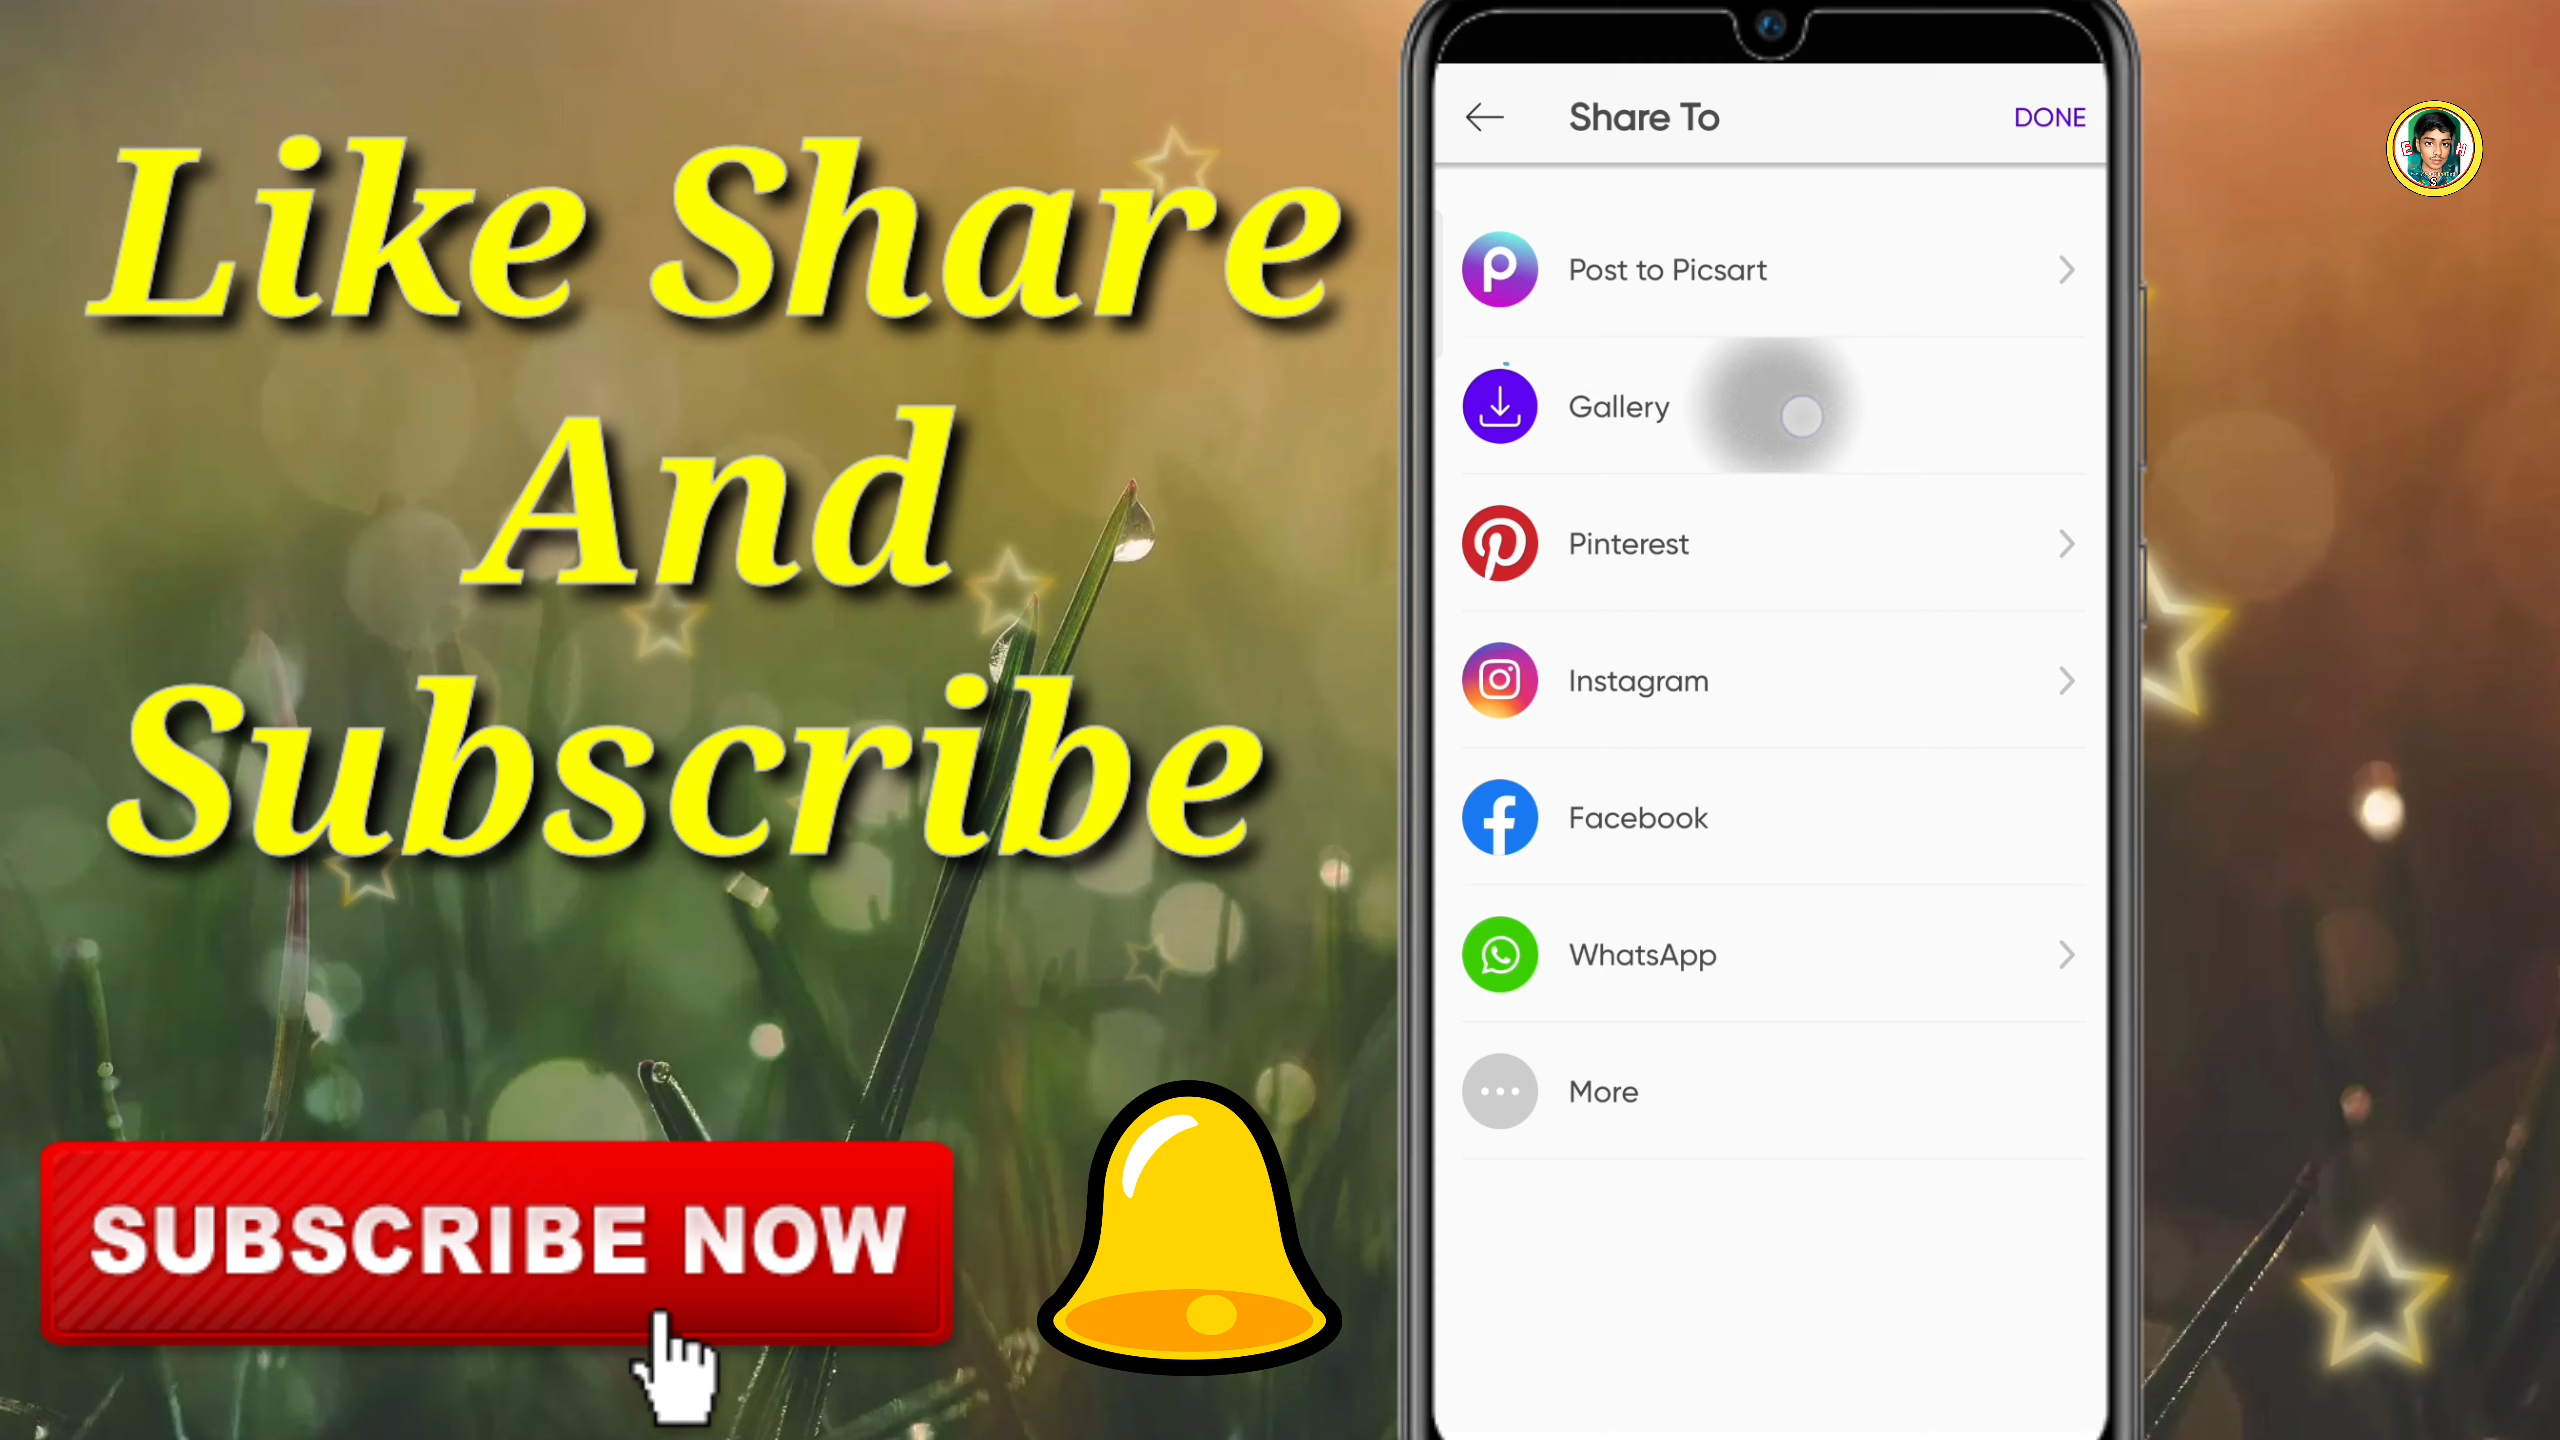 Like Share
And
Subscribe
SUBSCRIBE NOW
Share To
DONE
Post to Picsart
Gallery
Pinterest
Instagram
Facebook
WhatsApp
More
E
H
S